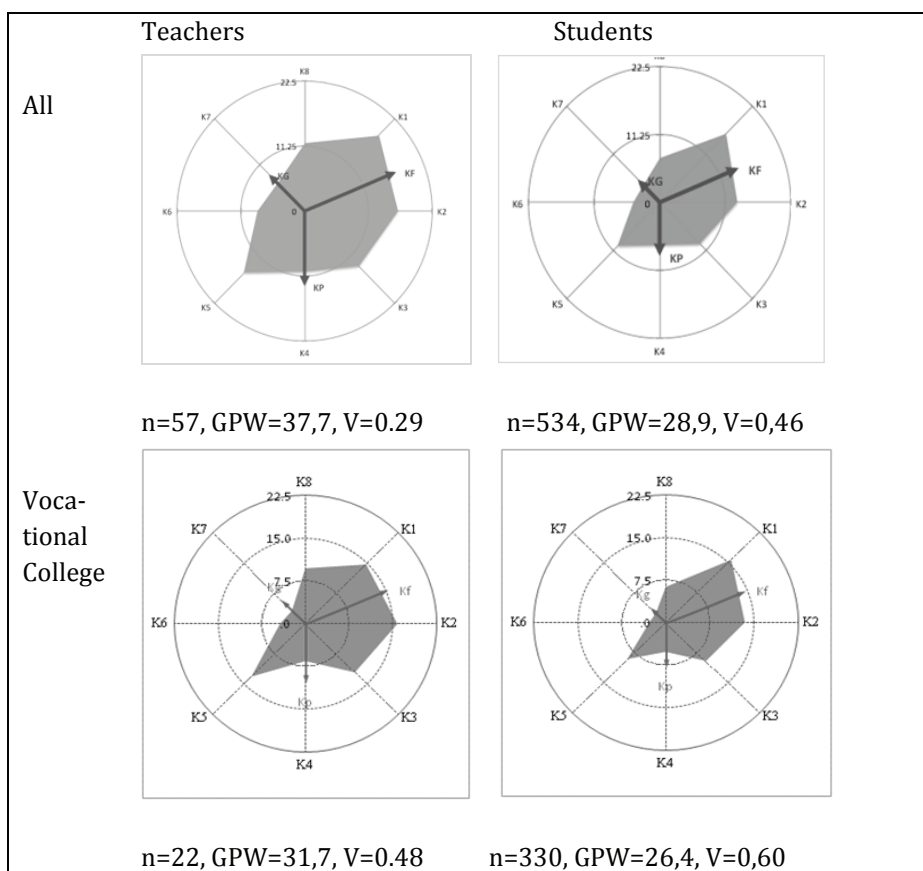 Teachers Students
All
K8
22.5
K7 K1
11.25
KF
KG
K6 0 K2
KP
K5 K3
K4
22.5
K7 K1
11.25
KF
KG
K6 0 K2
KP
K5 K3
K4
n=57, GPW=37,7, V=0.29 n=534, GPW=28,9, V=0,46
Voca-
tional
College
K8
22.5
K7 K1
15.0
7.5
Kg Kf
K6 .0 K2
Kp
K5 K3
K4
K8
22.5
K7 K1
15.0
7.5
Kg Kf
K6 .0 K2
Kp
K5 K3
K4
n=22, GPW=31,7, V=0.48 n=330, GPW=26,4, V=0,60